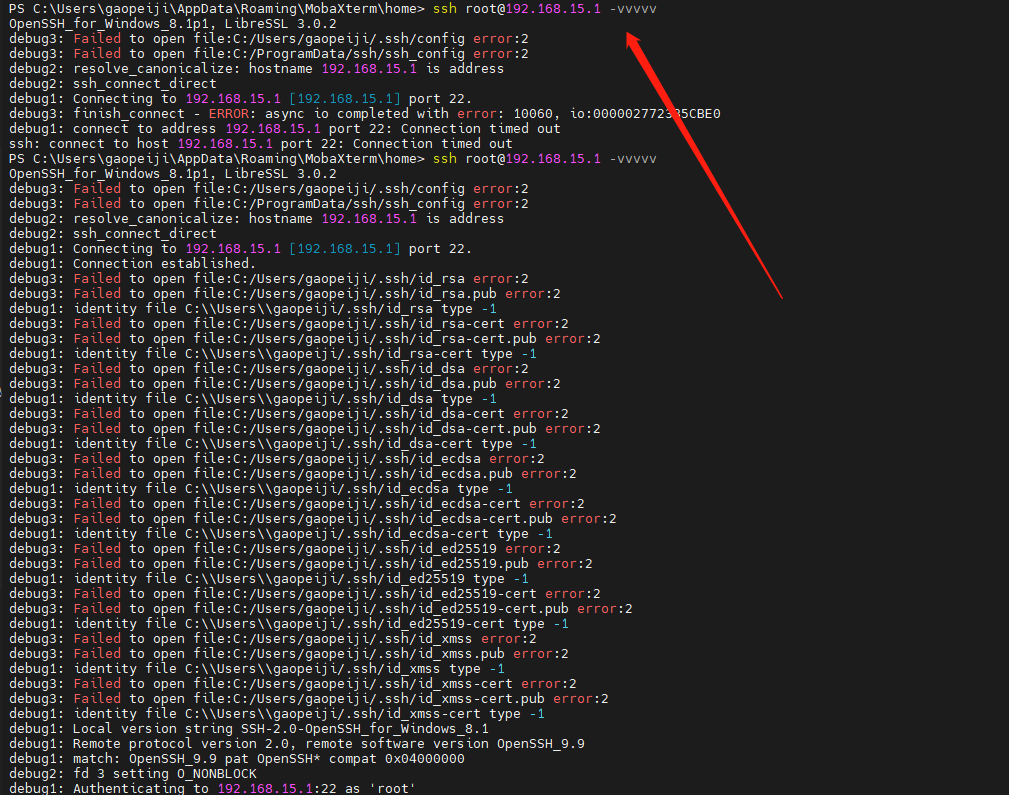 PS C:\Users\gaopeiji\AppData\Roaming\MobaXterm\home> ssh root@192.168.15.1 -vvvvv
OpenSSH_for_Windows_8.1p1, LibreSSL 3.0.2
debug3: Failed to open file:C:/Users/gaopeiji/.ssh/config error:2
debug3: Failed to open file:C:/ProgramData/ssh/ssh_config error:2
debug2: resolve_canonicalize: hostname 192.168.15.1 is address
debug2: ssh_connect_direct
debug1: Connecting to 192.168.15.1 [192.168.15.1] port 22.
debug3: finish_connect - ERROR: async io completed with error: 10060, io:000002772335CBE0
debug1: connect to address 192.168.15.1 port 22: Connection timed out
ssh: connect to host 192.168.15.1 port 22: Connection timed out
PS C:\Users\gaopeiji\AppData\Roaming\MobaXterm\home> ssh root@192.168.15.1 -vvvvv
OpenSSH_for_Windows_8.1p1, LibreSSL 3.0.2
debug3: Failed to open file:C:/Users/gaopeiji/.ssh/config error:2
debug3: Failed to open file:C:/ProgramData/ssh/ssh_config error:2
debug2: resolve_canonicalize: hostname 192.168.15.1 is address
debug2: ssh_connect_direct
debug1: Connecting to 192.168.15.1 [192.168.15.1] port 22.
debug1: Connection established.
debug3: Failed to open file:C:/Users/gaopeiji/.ssh/id_rsa error:2
debug3: Failed to open file:C:/Users/gaopeiji/.ssh/id_rsa.pub error:2
debug1: identity file C:\\Users\\gaopeiji/.ssh/id_rsa type -1
debug3: Failed to open file:C:/Users/gaopeiji/.ssh/id_rsa-cert error:2
debug3: Failed to open file:C:/Users/gaopeiji/.ssh/id_rsa-cert.pub error:2
debug1: identity file C:\\Users\\gaopeiji/.ssh/id_rsa-cert type -1
debug3: Failed to open file:C:/Users/gaopeiji/.ssh/id_dsa error:2
debug3: Failed to open file:C:/Users/gaopeiji/.ssh/id_dsa.pub error:2
debug1: identity file C:\\Users\\gaopeiji/.ssh/id_dsa type -1
debug3: Failed to open file:C:/Users/gaopeiji/.ssh/id_dsa-cert error:2
debug3: Failed to open file:C:/Users/gaopeiji/.ssh/id_dsa-cert.pub error:2
debug1: identity file C:\\Users\\gaopeiji/.ssh/id_dsa-cert type -1
debug3: Failed to open file:C:/Users/gaopeiji/.ssh/id_ecdsa error:2
debug3: Failed to open file:C:/Users/gaopeiji/.ssh/id_ecdsa.pub error:2
debug1: identity file C:\\Users\\gaopeiji/.ssh/id_ecdsa type -1
debug3: Failed to open file:C:/Users/gaopeiji/.ssh/id_ecdsa-cert error:2
debug3: Failed to open file:C:/Users/gaopeiji/.ssh/id_ecdsa-cert.pub error:2
debug1: identity file C:\\Users\\gaopeiji/.ssh/id_ecdsa-cert type -1
debug3: Failed to open file:C:/Users/gaopeiji/.ssh/id_ed25519 error:2
debug3: Failed to open file:C:/Users/gaopeiji/.ssh/id_ed25519.pub error:2
debug1: identity file C:\\Users\\gaopeiji/.ssh/id_ed25519 type -1
debug3: Failed to open file:C:/Users/gaopeiji/.ssh/id_ed25519-cert error:2
debug3: Failed to open file:C:/Users/gaopeiji/.ssh/id_ed25519-cert.pub error:2
debug1: identity file C:\\Users\\gaopeiji/.ssh/id_ed25519-cert type -1
debug3: Failed to open file:C:/Users/gaopeiji/.ssh/id_xmss error:2
debug3: Failed to open file:C:/Users/gaopeiji/.ssh/id_xmss.pub error:2
debug1: identity file C:\\Users\\gaopeiji/.ssh/id_xmss type -1
debug3: Failed to open file:C:/Users/gaopeiji/.ssh/id_xmss-cert error:2
debug3: Failed to open file:C:/Users/gaopeiji/.ssh/id_xmss-cert.pub error:2
debug1: identity file C:\\Users\\gaopeiji/.ssh/id_xmss-cert type -1
debug1: Local version string SSH-2.0-OpenSSH_for_Windows_8.1
debug1: Remote protocol version 2.0, remote software version OpenSSH_9.9
debug1: match: OpenSSH_9.9 pat OpenSSH* compat 0x04000000
debug2: fd 3 setting O_NONBLOCK
debug1: Authenticating to 192.168.15.1:22 as 'root'